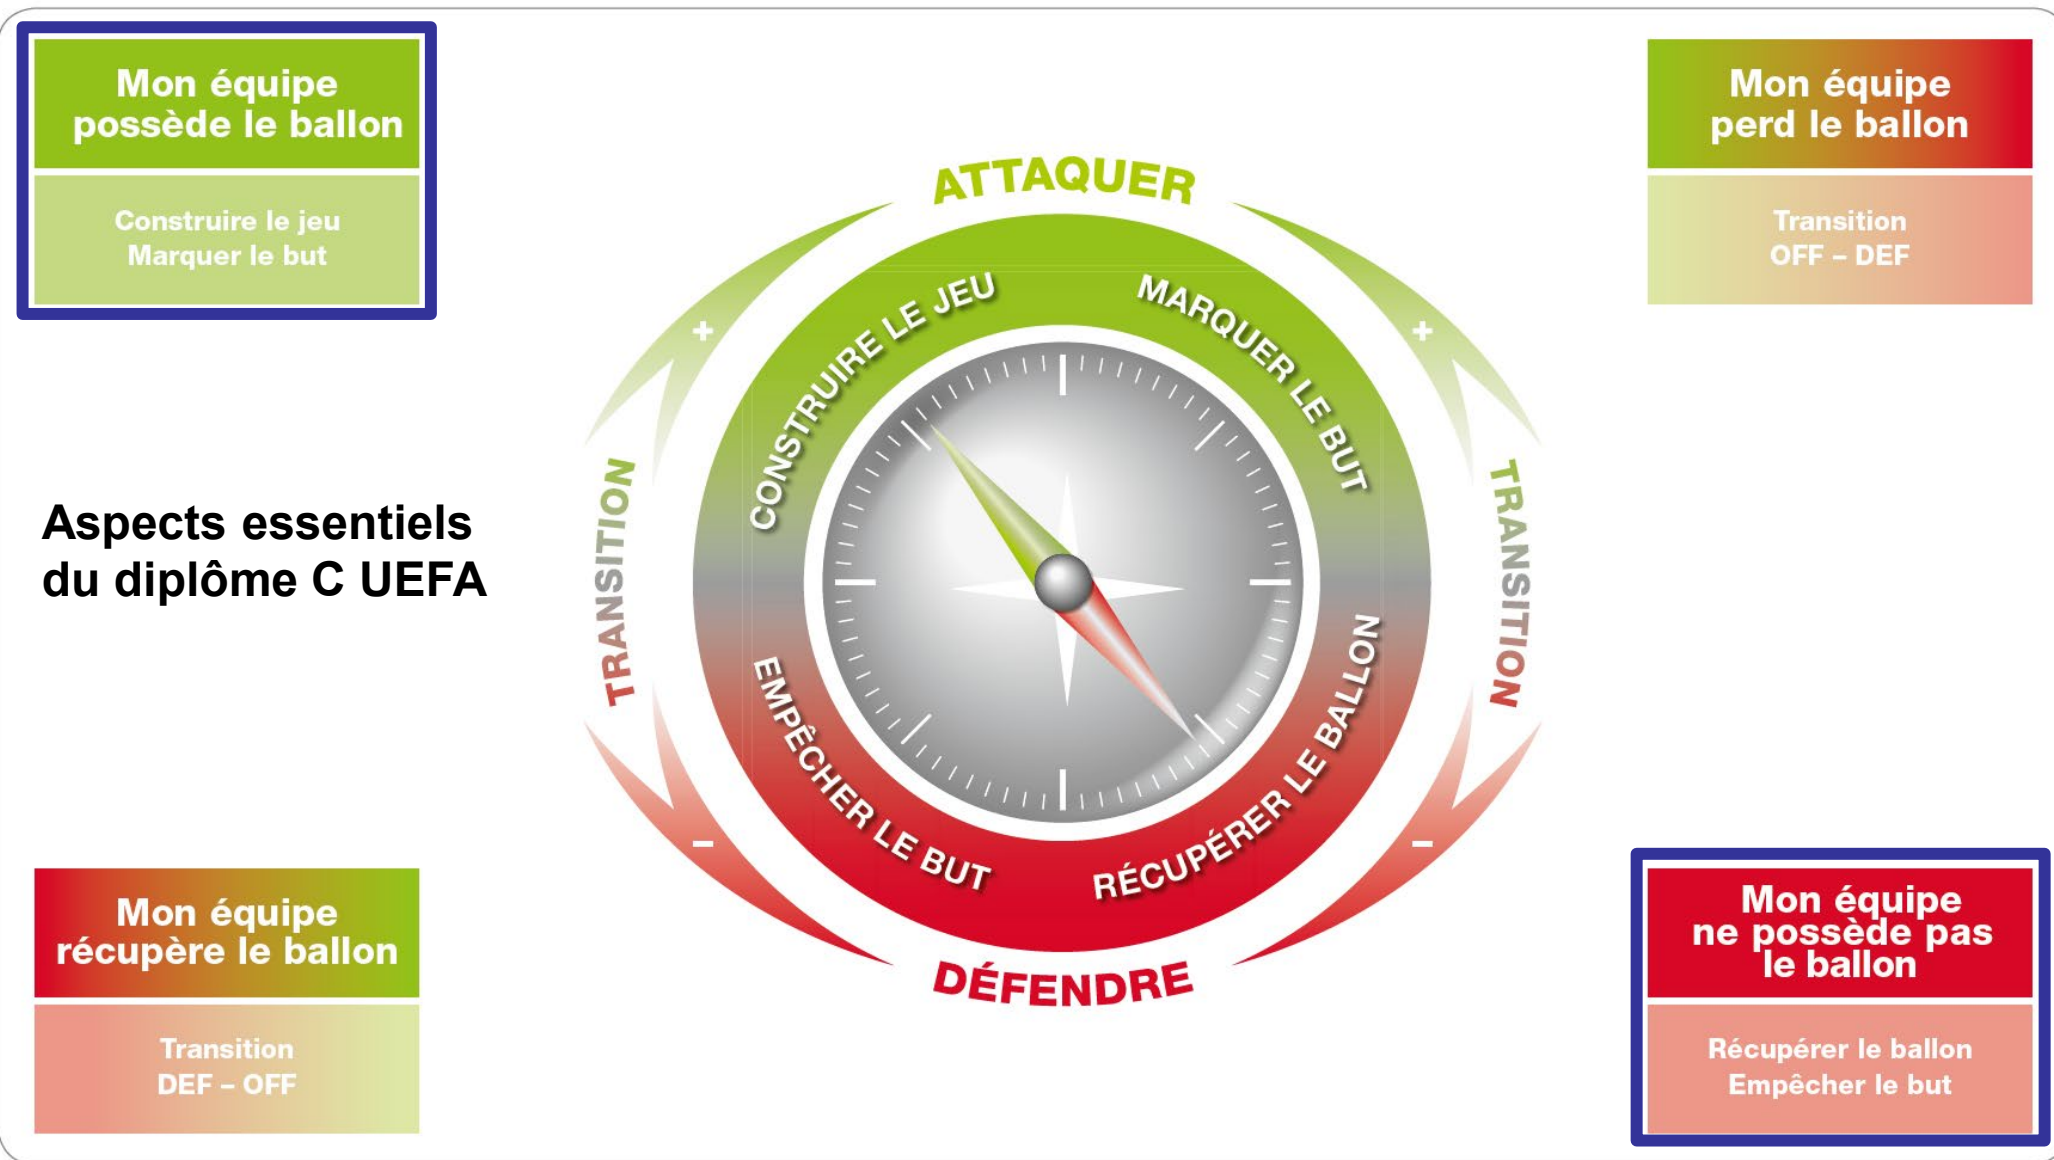 Mon équipe
possède le ballon
Construire le jeu
Marquer le but
Mon équipe
perd le ballon
Transition
OFF – DEF
ATTAQUER
CONSTRUIRE LE JEU
MARQUER LE BUT
+
+
TRANSITION
TRANSITION
Aspects essentiels
du diplôme C UEFA
EMPÊCHER LE BUT
RÉCUPÉRER LE BALLON
–
–
DÉFENDRE
Mon équipe
récupère le ballon
Transition
DEF – OFF
Mon équipe
ne possède pas
le ballon
Récupérer le ballon
Empêcher le but